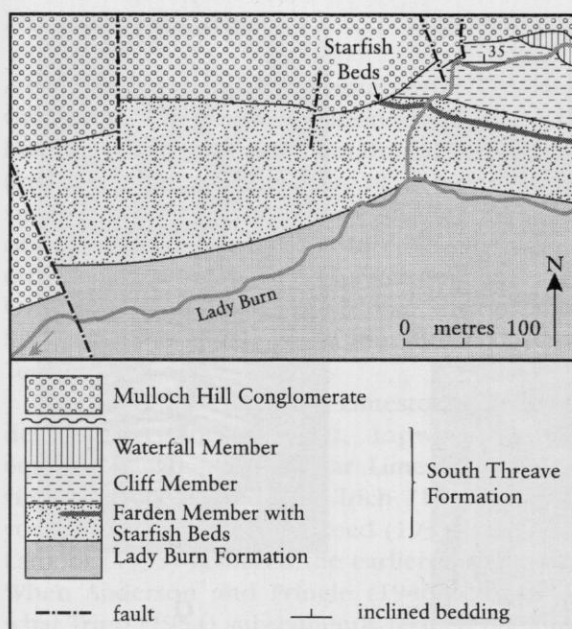 Starfish
Beds
35
Lady Burn
N
0 metres 100
Mulloch Hill Conglomerate
Waterfall Member
Cliff Member
South Threave
Formation
Farden Member with
Starfish Beds
Lady Burn Formation
fault
inclined bedding